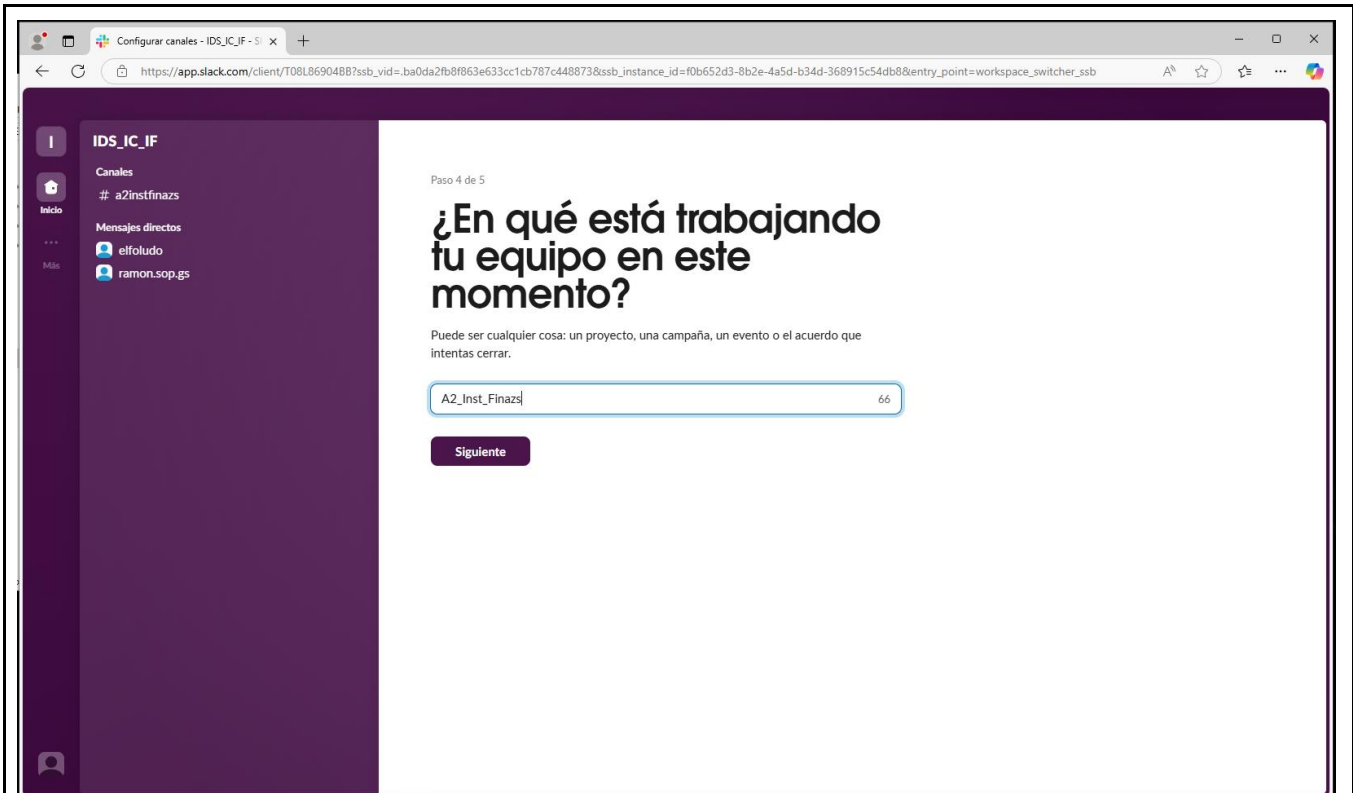 Configurar canales - IDS_IC_IF - Sl
https://app.slack.com/client/T08L86904BB?ssb_vid=.ba0da2fb8f863e633cc1cb787c448873&ssb_instance_id=f0b652d3-8b2e-4a5d-b34d-368915c54db8&entry_point=workspace_switcher_ssb
I
IDS_IC_IF
Canales
# a2instfinazs
Inicio
Mensajes directos
elfoludo
Más
ramon.sop.gs
Paso 4 de 5
¿En qué está trabajando
tu equipo en este
momento?
Puede ser cualquier cosa: un proyecto, una campaña, un evento o el acuerdo que
intentas cerrar.
A2_Inst_Finazs 66
Siguiente